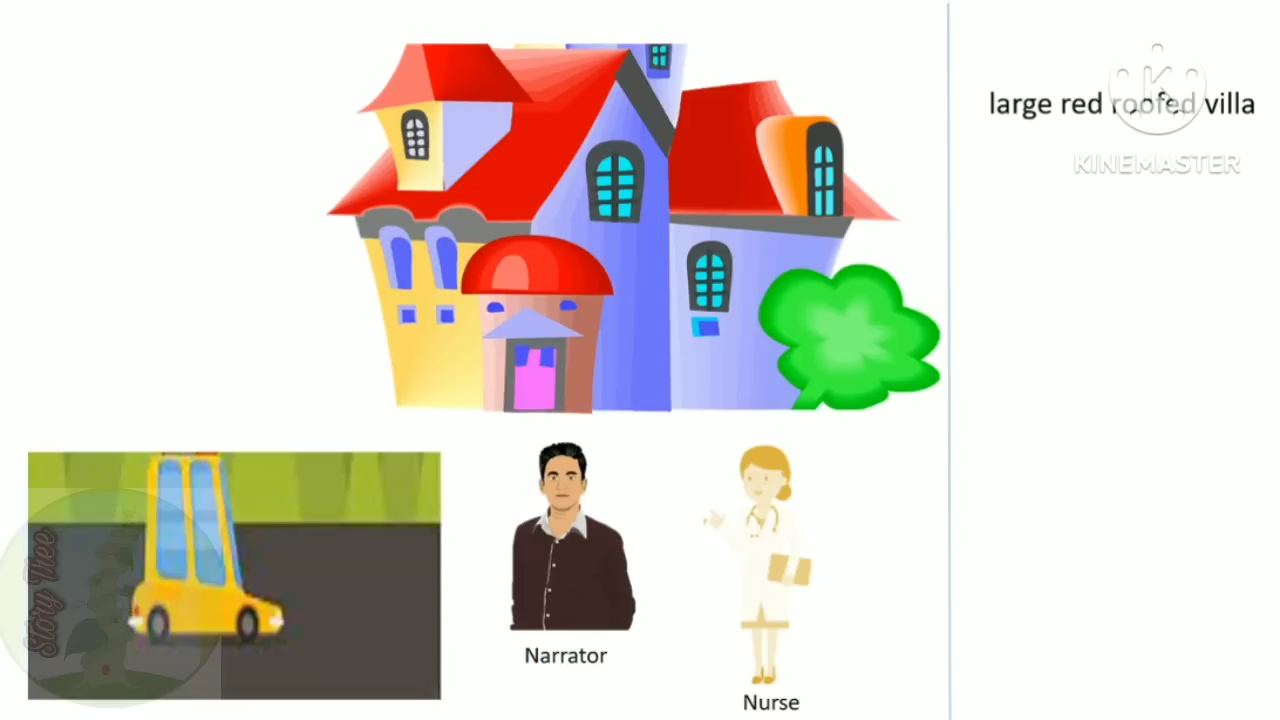 large red roofed villa
KINEMASTER
Story Tree
Narrator
Nurse